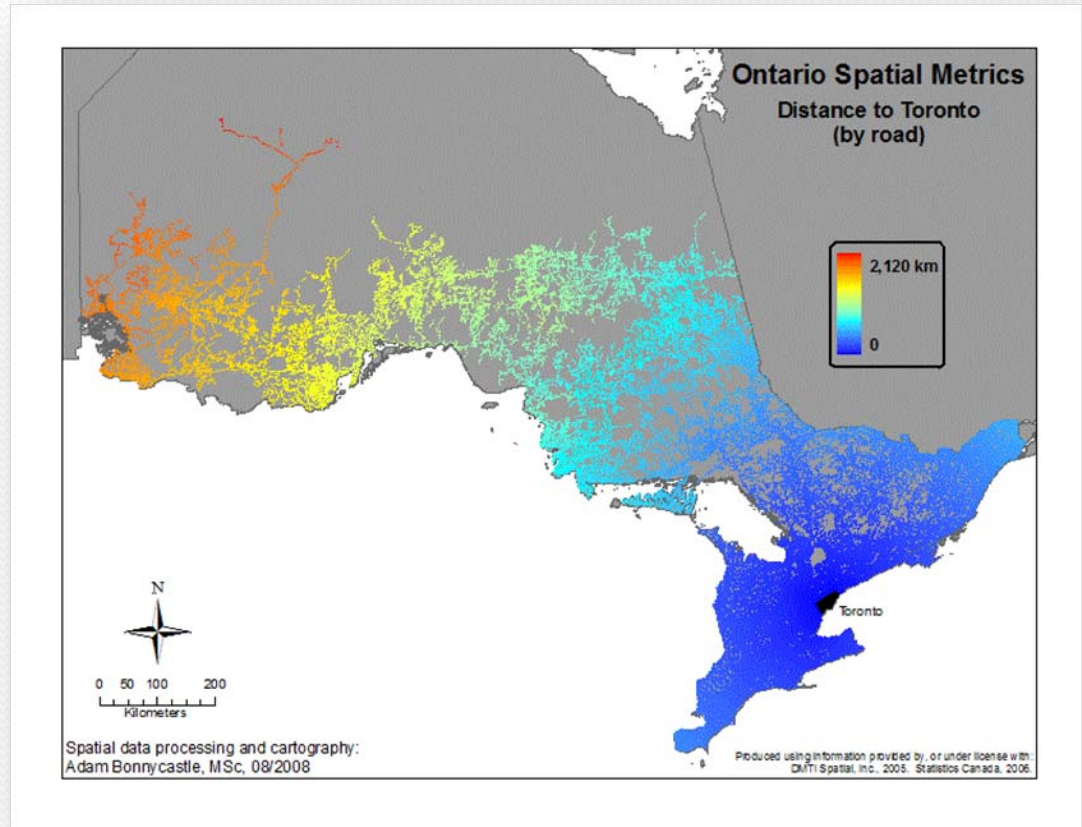 Ontario Spatial Metrics
Distance to Toronto
(by road)
2,120 km
0
Toronto
N
0 50 100 200
Kilometers
Spatial data processing and cartography:
Adam Bonnycastle, MSc, 08/2008
Produced using information provided by, or under license with:
DMTI Spatial, Inc., 2005. Statistics Canada, 2006.